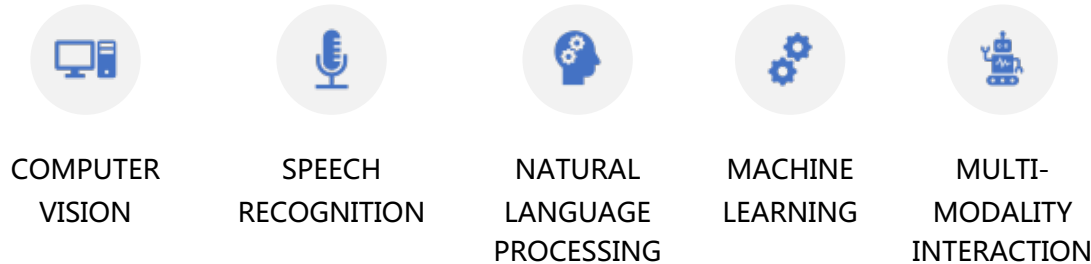 COMPUTER
VISION
SPEECH
RECOGNITION
NATURAL
LANGUAGE
PROCESSING
MACHINE
LEARNING
MULTI-
MODALITY
INTERACTION